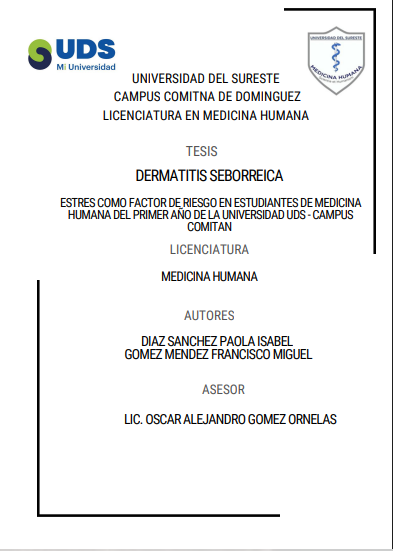 UDS
Mi Universidad
UNIVERSIDAD DEL SURESTE
MEDICINA HUMANA
UNIVERSIDAD DEL SURESTE
CAMPUS COMITNA DE DOMINGUEZ
LICENCIATURA EN MEDICINA HUMANA
TESIS
DERMATITIS SEBORREICA
ESTRES COMO FACTOR DE RIESGO EN ESTUDIANTES DE MEDICINA
HUMANA DEL PRIMER AÑO DE LA UNIVERSIDAD UDS - CAMPUS
COMITAN
LICENCIATURA
MEDICINA HUMANA
AUTORES
DIAZ SANCHEZ PAOLA ISABEL
GOMEZ MENDEZ FRANCISCO MIGUEL
ASESOR
LIC. OSCAR ALEJANDRO GOMEZ ORNELAS